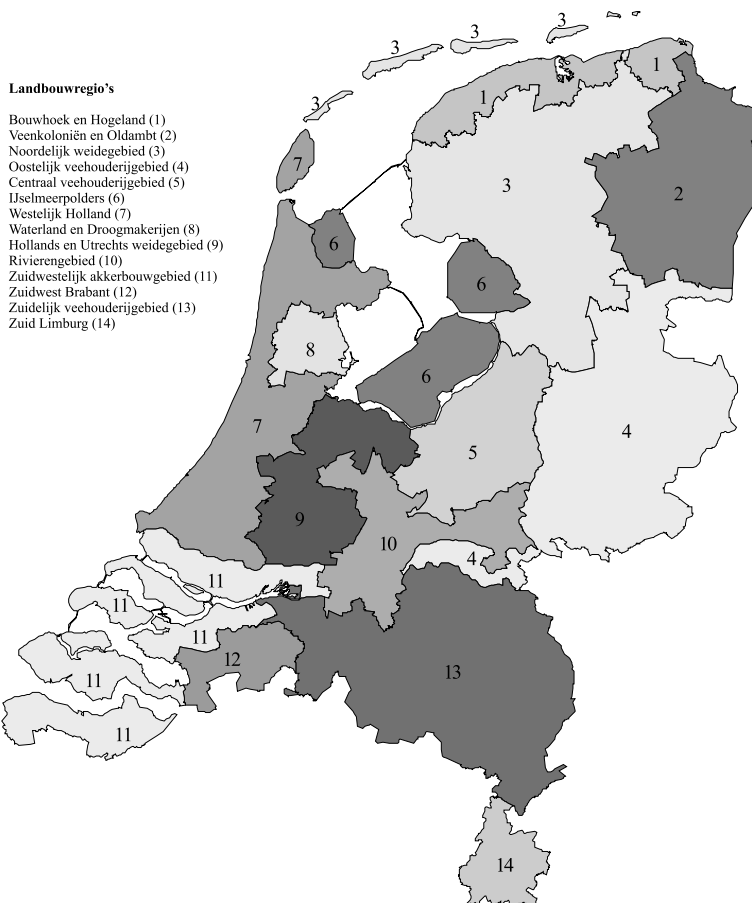 Landbouwregio's
Bouwhoek en Hogeland (1)
Veenkoloniën en Oldambt (2)
Noordelijk weidegebied (3)
Oostelijk veehouderijgebied (4)
Centraal veehouderijgebied (5)
IJselmeerpolders (6)
Westelijk Holland (7)
Waterland en Droogmakerijen (8)
Hollands en Utrechts weidegebied (9)
Rivierengebied (10)
Zuidwestelijk akkerbouwgebied (11)
Zuidwest Brabant (12)
Zuidelijk veehouderijgebied (13)
Zuid Limburg (14)
3
3
3
3
1
1
7
3
2
6
6
8
6
7
4
5
9
10
4
11
11
11
12
13
11
11
14